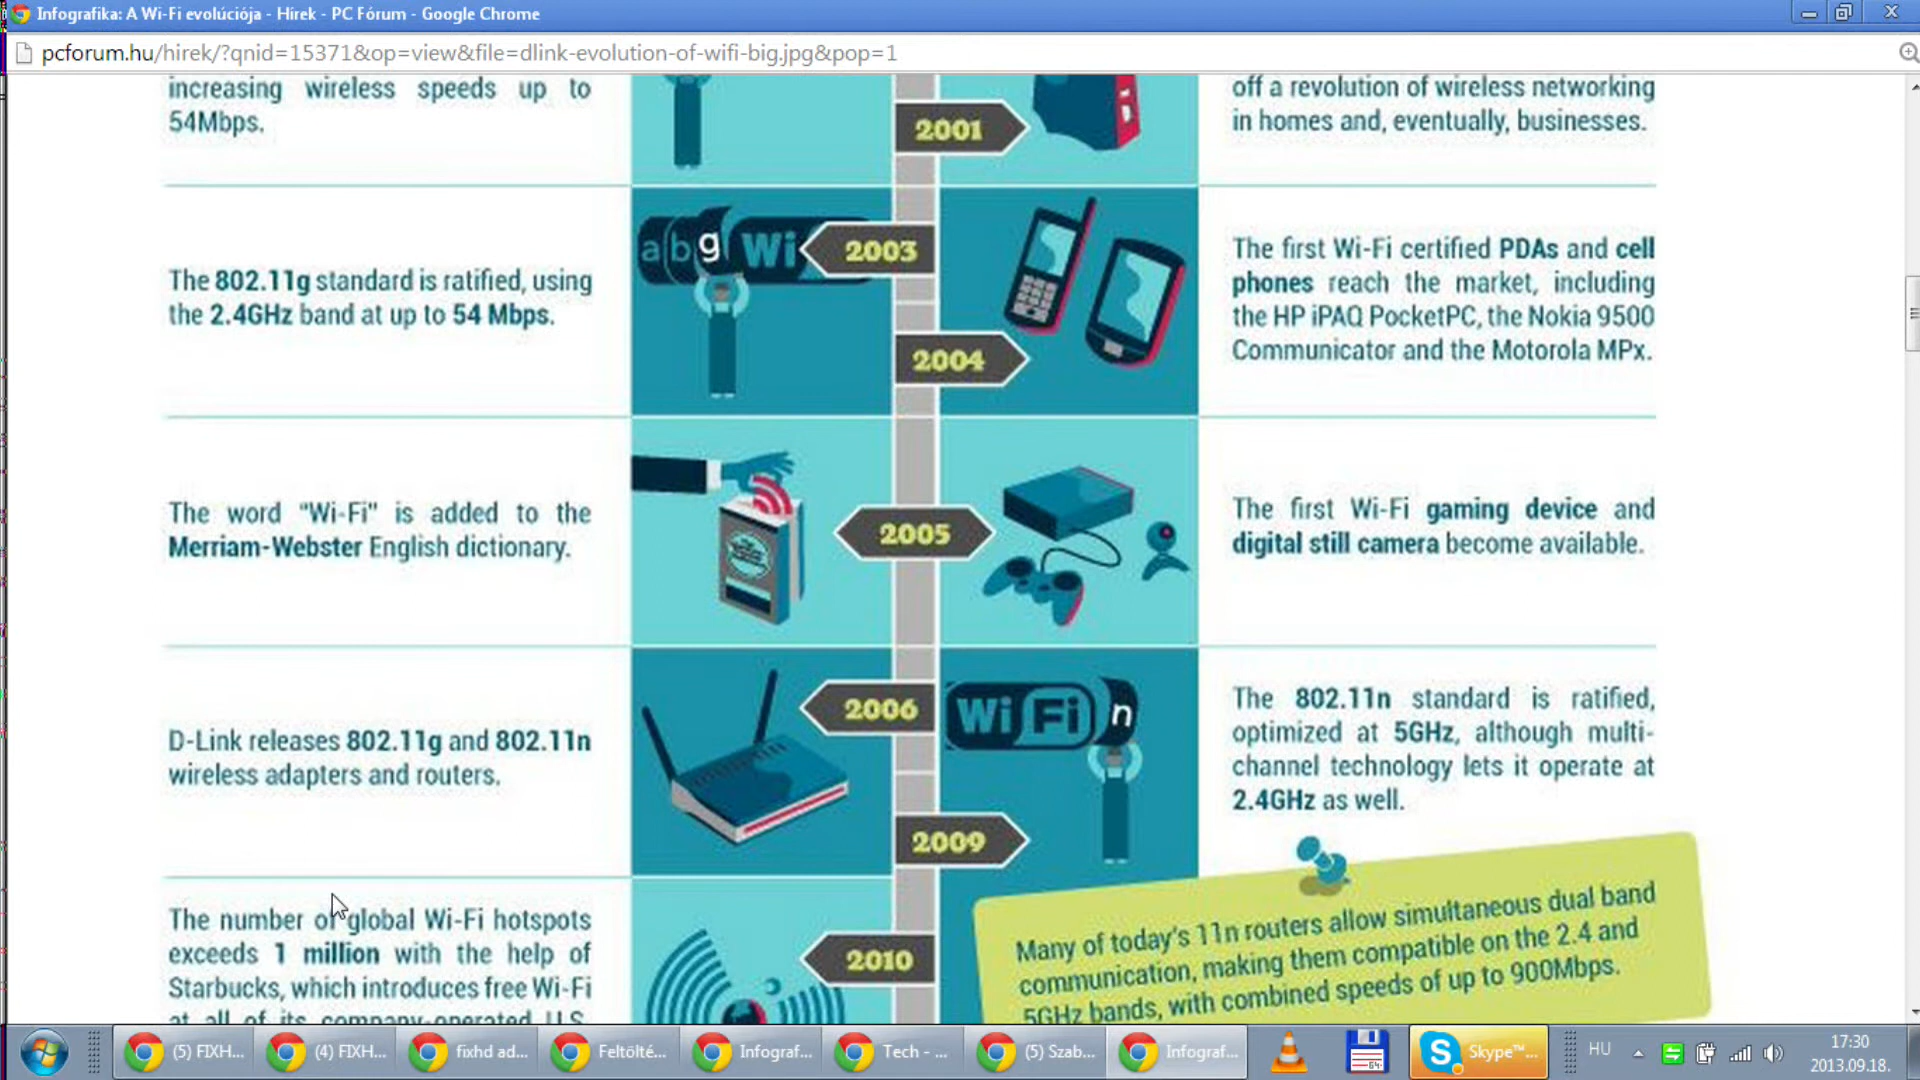 Infografika: A Wi-Fi evolúciója - Hírek - PC Fórum - Google Chrome
pcforum.hu/hirek/?qnid=15371&op=view&file=dlink-evolution-of-wifi-big.jpg&pop=1
increasing wireless speeds up to
54Mbps.
2001
off a revolution of wireless networking
in homes and, eventually, businesses.
The 802.11g standard is ratified, using
the 2.4GHz band at up to 54 Mbps.
a b g Wi
2003
2004
The first Wi-Fi certified PDAs and cell
phones reach the market, including
the HP iPAQ PocketPC, the Nokia 9500
Communicator and the Motorola MPx.
The word "Wi-Fi" is added to the
Merriam-Webster English dictionary.
2005
The first Wi-Fi gaming device and
digital still camera become available.
D-Link releases 802.11g and 802.11n
wireless adapters and routers.
2006
Wi Fi n
2009
The 802.11n standard is ratified,
optimized at 5GHz, although multi-
channel technology lets it operate at
2.4GHz as well.
The number of global Wi-Fi hotspots
exceeds 1 million with the help of
Starbucks, which introduces free Wi-Fi
at all of its company-operated U.S.
2010
Many of today's 11n routers allow simultaneous dual band
communication, making them compatible on the 2.4 and
5GHz bands, with combined speeds of up to 900Mbps.
(5) FIXH...
(4) FIXH...
fixhd ad...
Feltölté...
Infograf...
Tech - ...
(5) Szab...
Infograf...
64
Skype™...
HU
17:30
2013.09.18.